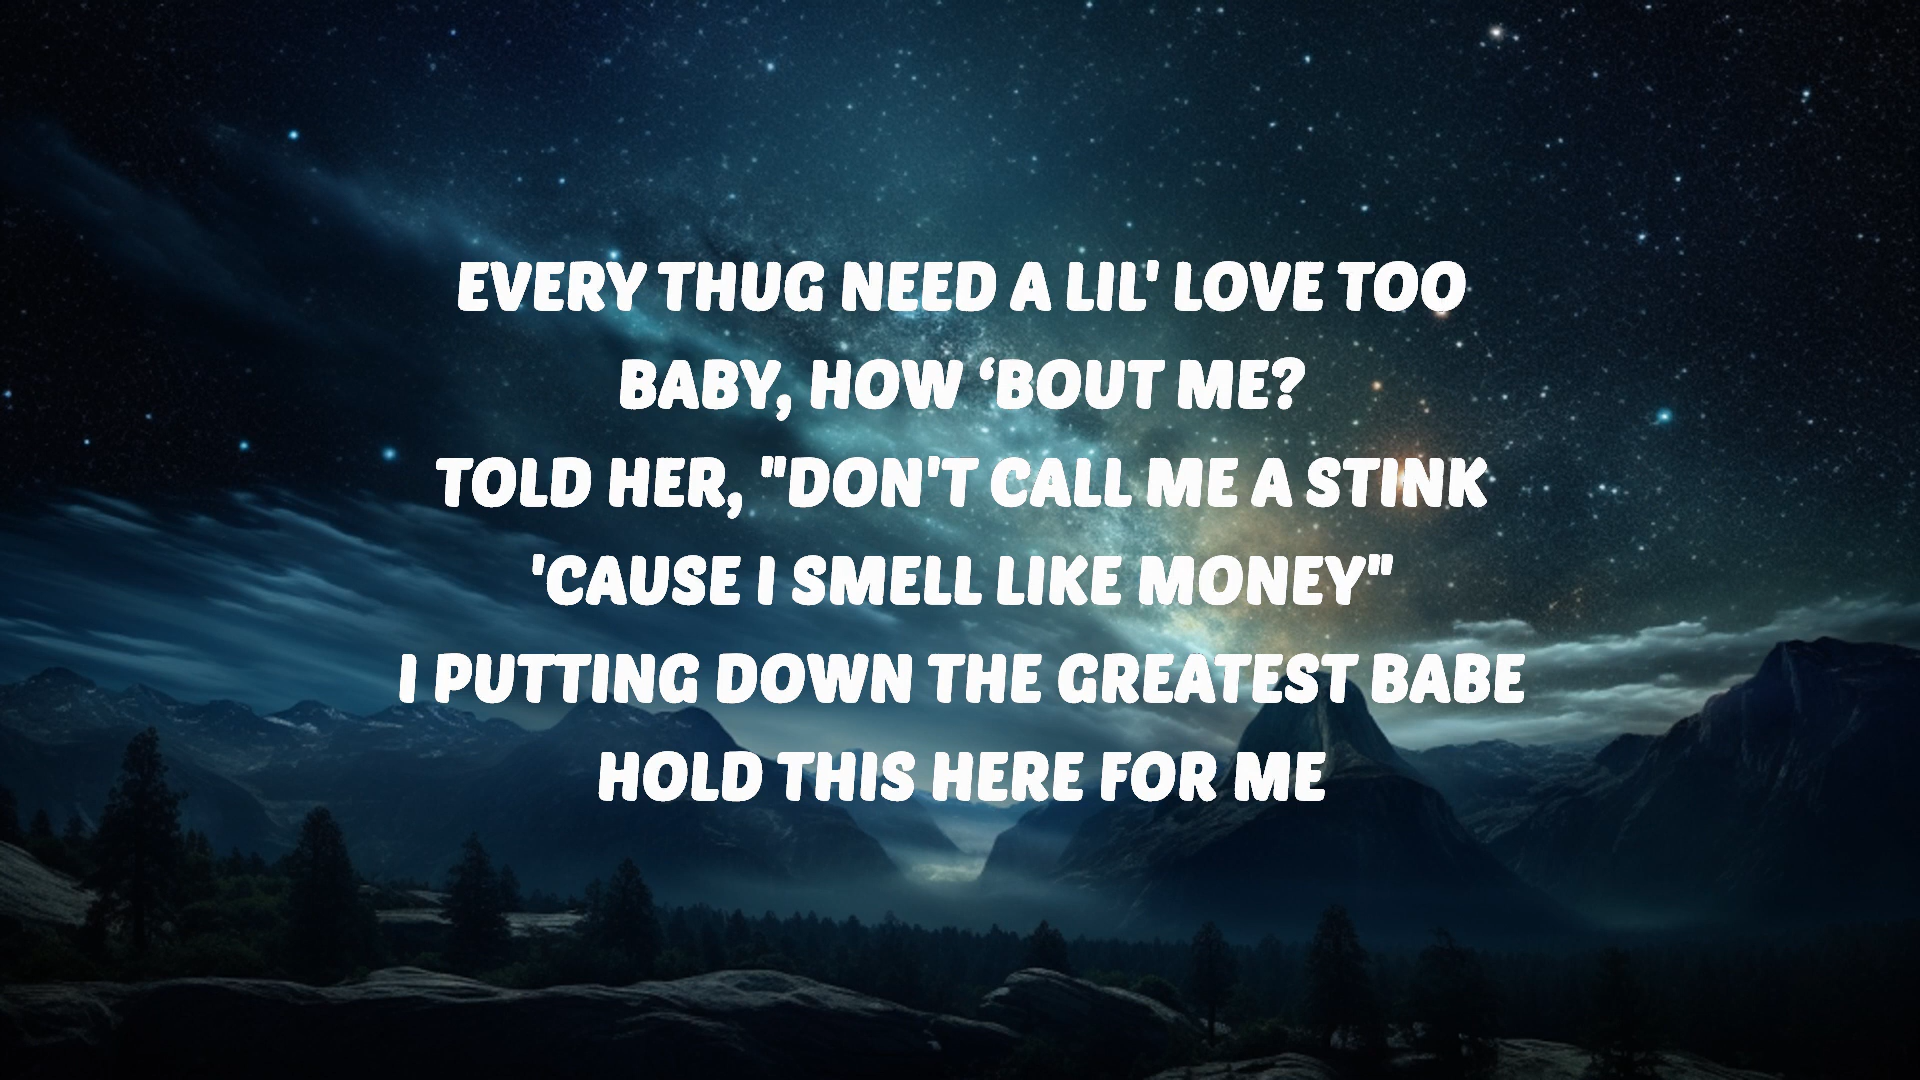 EVERY THUG NEED A LIL' LOVE TOO
BABY, HOW ‘BOUT ME?
TOLD HER, "DON'T CALL ME A STINK
'CAUSE I SMELL LIKE MONEY"
I PUTTING DOWN THE GREATEST BABE
HOLD THIS HERE FOR ME